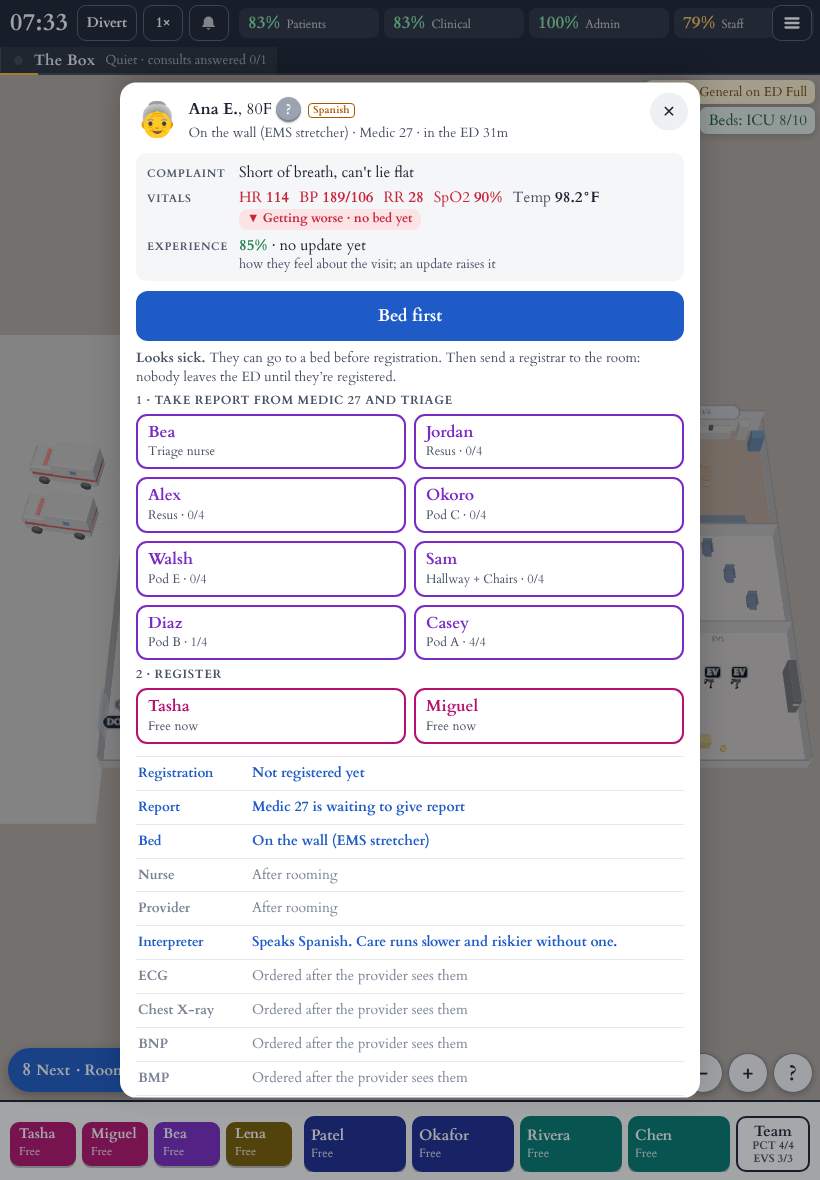 07:33
Divert
1×
83% Patients
83% Clinical
100% Admin
79% Staff
The Box Quiet · consults answered 0/1
General on ED Full
Beds: ICU 8/10
Ana E., 80F ? Spanish
On the wall (EMS stretcher) · Medic 27 · in the ED 31m
×
COMPLAINT Short of breath, can't lie flat
VITALS HR 114 BP 189/106 RR 28 SpO2 90% Temp 98.2°F
▼ Getting worse · no bed yet
EXPERIENCE 85% · no update yet
how they feel about the visit; an update raises it
Bed first
Looks sick. They can go to a bed before registration. Then send a registrar to the room:
nobody leaves the ED until they’re registered.
1 · TAKE REPORT FROM MEDIC 27 AND TRIAGE
Bea
Triage nurse
Jordan
Resus · 0/4
Alex
Resus · 0/4
Okoro
Pod C · 0/4
Walsh
Pod E · 0/4
Sam
Hallway + Chairs · 0/4
Diaz
Pod B · 1/4
Casey
Pod A · 4/4
2 · REGISTER
Tasha
Free now
Miguel
Free now
Registration Not registered yet
Report Medic 27 is waiting to give report
Bed On the wall (EMS stretcher)
Nurse After rooming
Provider After rooming
Interpreter Speaks Spanish. Care runs slower and riskier without one.
ECG Ordered after the provider sees them
Chest X-ray Ordered after the provider sees them
BNP Ordered after the provider sees them
BMP Ordered after the provider sees them
EV EV
8 Next · Room
− + ?
Tasha
Free
Miguel
Free
Bea
Free
Lena
Free
Patel
Free
Okafor
Free
Rivera
Free
Chen
Free
Team
PCT 4/4
EVS 3/3